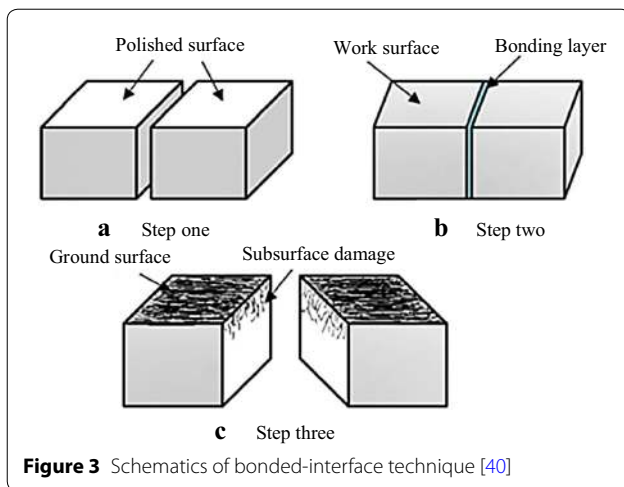 Polished surface
Work surface
Bonding layer
a Step one
b Step two
Ground surface
Subsurface damage
c Step three
Figure 3 Schematics of bonded-interface technique [40]